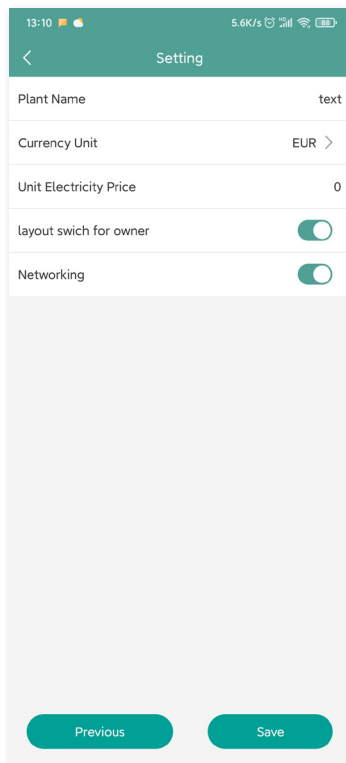 13:10 5.6K/s 88
Setting
Plant Name text
Currency Unit EUR
Unit Electricity Price 0
layout swich for owner
Networking
Previous Save